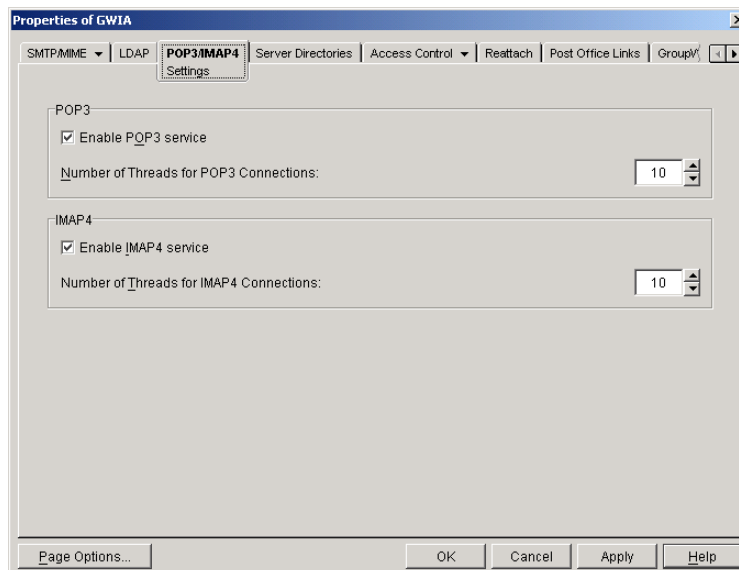 Properties of GWIA
SMTP/MIME LDAP POP3/IMAP4 Server Directories Access Control Reattach Post Office Links
Settings
POP3
Enable POP3 service
Number of Threads for POP3 Connections: 10
IMAP4
Enable IMAP4 service
Number of Threads for IMAP4 Connections: 10
Page Options... OK Cancel Apply Help